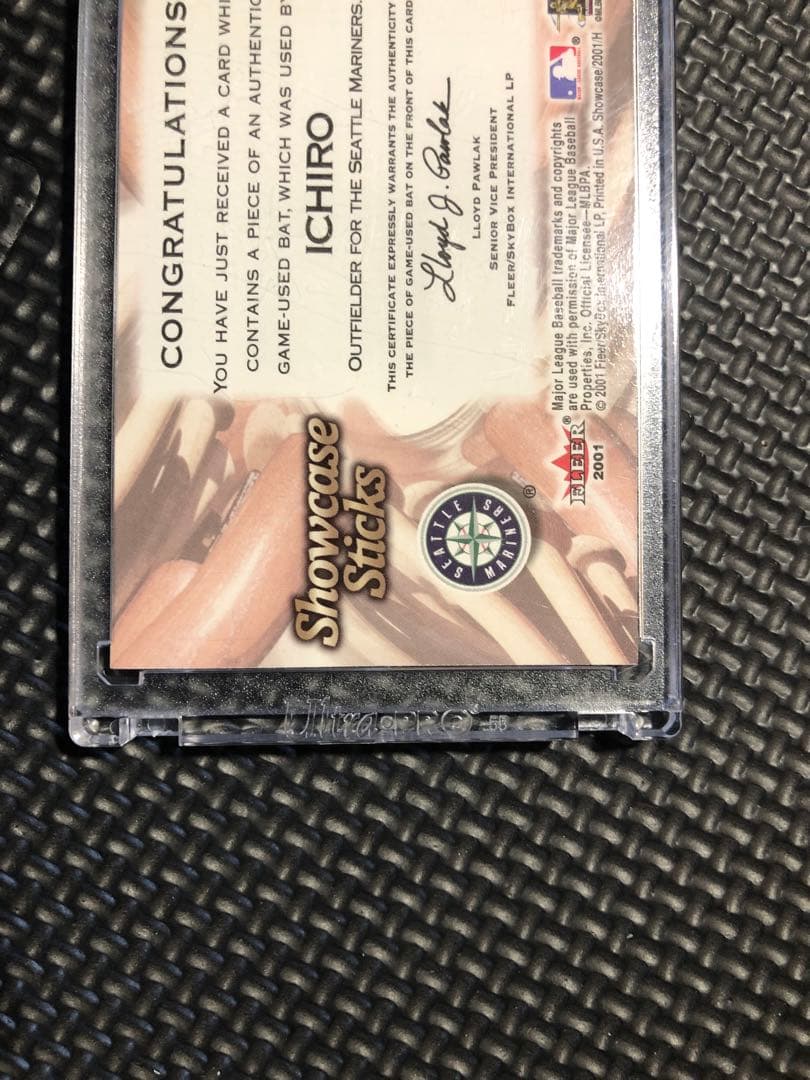 CONGRATULATIONS
YOU HAVE JUST RECEIVED A CARD WHI
CONTAINS A PIECE OF AN AUTHENTIC
GAME-USED BAT, WHICH WAS USED BY
ICHIRO
OUTFIELDER FOR THE SEATTLE MARINERS.
THIS CERTIFICATE EXPRESSLY WARRANTS THE AUTHENTICITY
THE PIECE OF GAME-USED BAT ON THE FRONT OF THIS CARD
Lloyd J. Pawlak
LLOYD PAWLAK
SENIOR VICE PRESIDENT
FLEER/SKYBOX INTERNATIONAL LP
Showcase
Sticks
SEATTLE MARINERS ®
FLEER®
2001
Major League Baseball trademarks and copyrights
are used with permission of Major League Baseball
Properties, Inc. Official Licensee—MLBPA.
© 2001 Fleer/SkyBox International LP, Printed in U.S.A. Showcase/2001/H
Ultra PRO 55